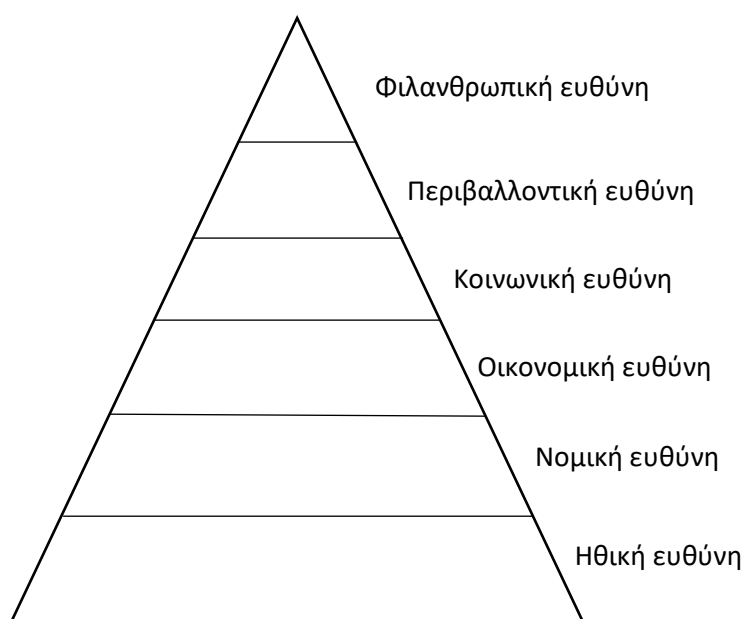 Φιλανθρωπική ευθύνη
Περιβαλλοντική ευθύνη
Κοινωνική ευθύνη
Οικονομική ευθύνη
Νομική ευθύνη
Ηθική ευθύνη